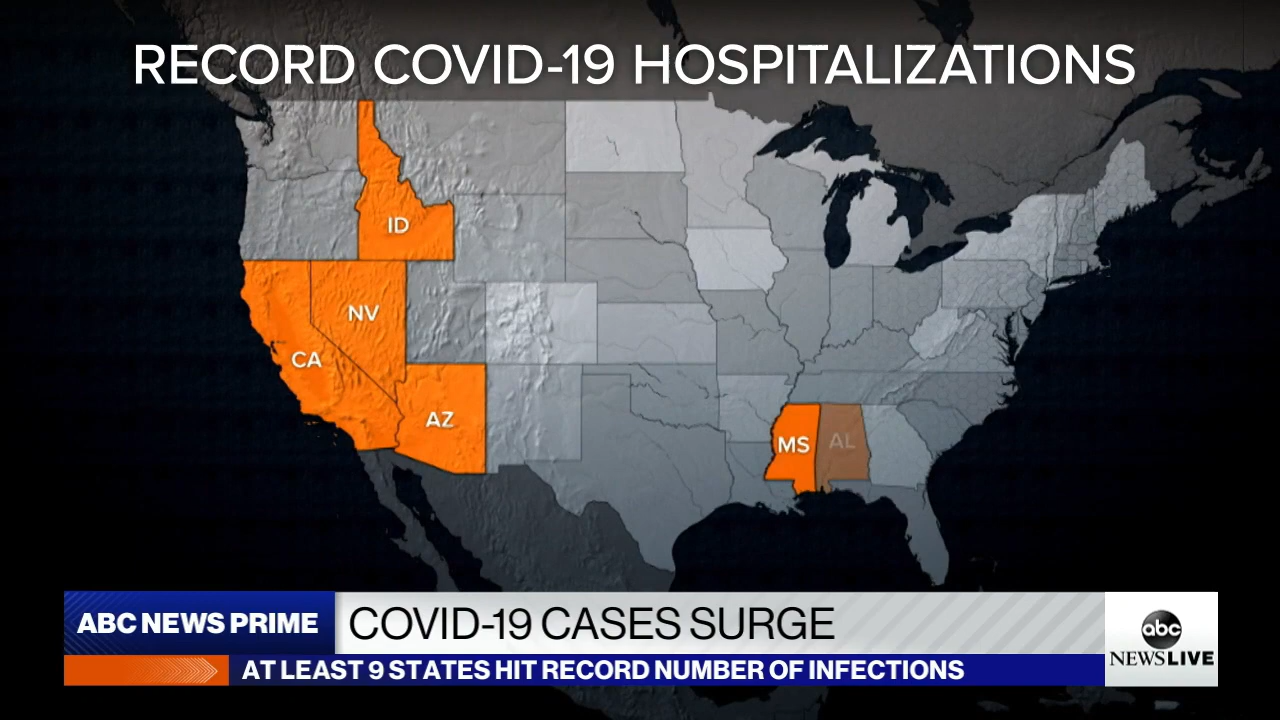 RECORD COVID-19 HOSPITALIZATIONS
ID
NV
CA
AZ
MS
AL
ABC NEWS PRIME
COVID-19 CASES SURGE
AT LEAST 9 STATES HIT RECORD NUMBER OF INFECTIONS
abc
NEWS LIVE